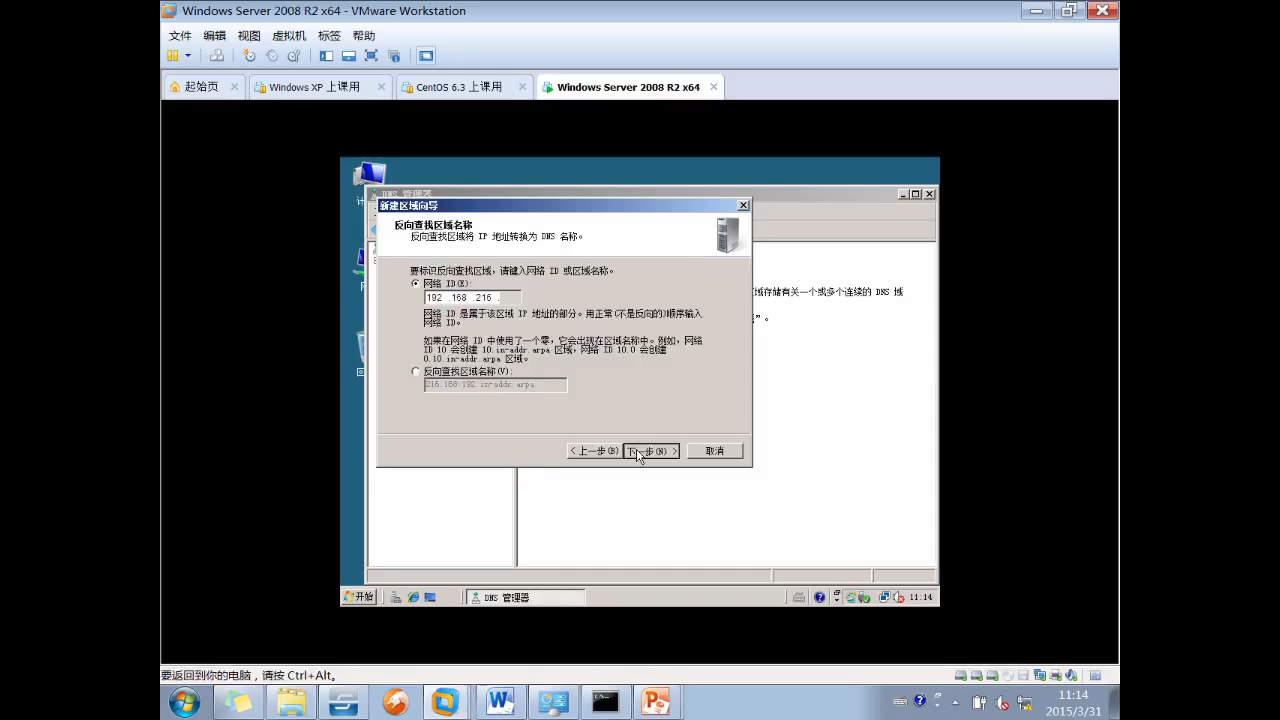 Windows Server 2008 R2 x64 - VMware Workstation
文件 编辑 视图 虚拟机 标签 帮助
起始页 Windows XP 上课用 CentOS 6.3 上课用 Windows Server 2008 R2 x64
DNS 管理器
新建区域向导
反向查找区域名称
反向查找区域将 IP 地址转换为 DNS 名称。
要标识反向查找区域，请键入网络 ID 或区域名称。
网络 ID(E):
192 .168 .216 .
网络 ID 是属于该区域 IP 地址的部分。用正常(不是反向的)顺序输入
网络 ID。
如果在网络 ID 中使用了一个零，它会出现在区域名称中。例如，网络
ID 10 会创建 10.in-addr.arpa 区域，网络 ID 10.0 会创建
0.10.in-addr.arpa 区域。
反向查找区域名称(V):
216.168.192.in-addr.arpa
< 上一步(B) 下一步(N) > 取消
域存储有关一个或多个连续的 DNS 域
”。
开始 DNS 管理器 11:14
要返回到你的电脑，请按 Ctrl+Alt。
11:14
2015/3/31